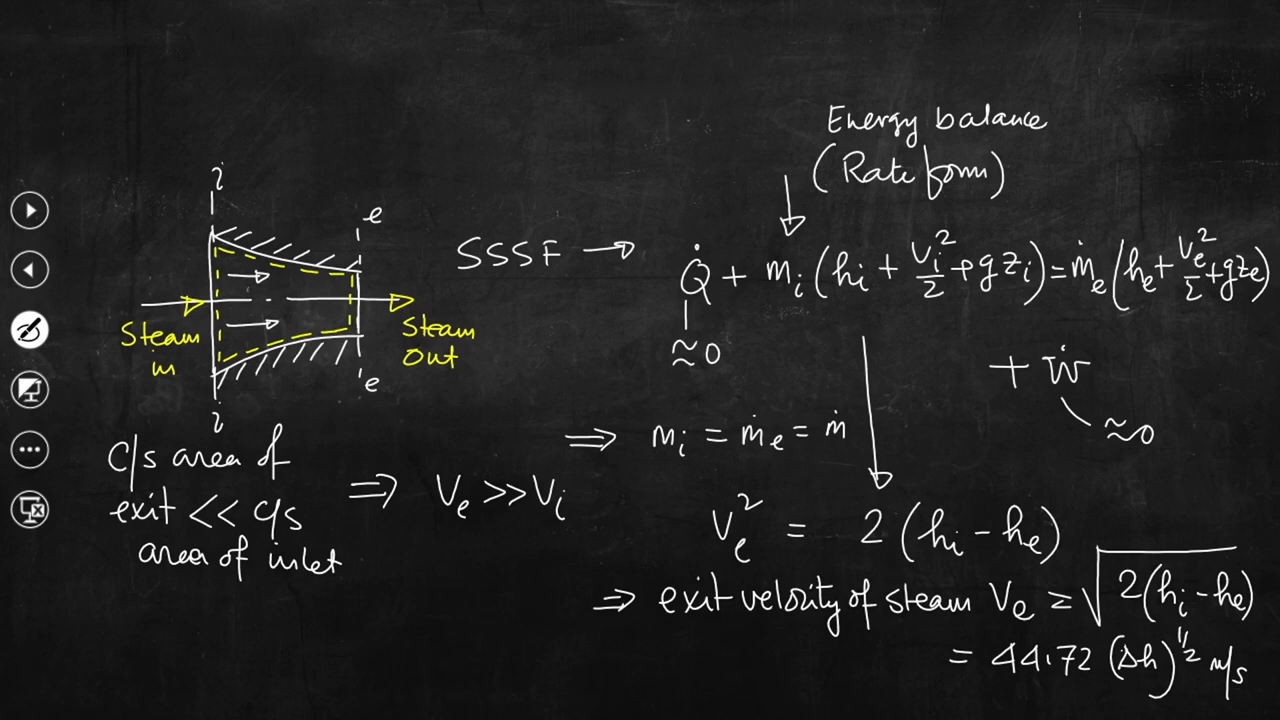 Energy balance
(Rate form)
i
e
SSSF →
Q̇ + ṁᵢ(hᵢ + Vᵢ²/2 + gzᵢ) = ṁₑ(hₑ + Vₑ²/2 + gzₑ)
≈0
+ Ẇ
≈0
Steam
in
Steam
out
e
i
⇒ mᵢ = ṁₑ = ṁ
c/s area of
exit << c/s
area of inlet
⇒ Vₑ >> Vᵢ
Vₑ² = 2(hᵢ - hₑ)
⇒ exit velocity of steam Vₑ = √2(hᵢ - hₑ)
= 44.72 (Δh)^1/2 m/s